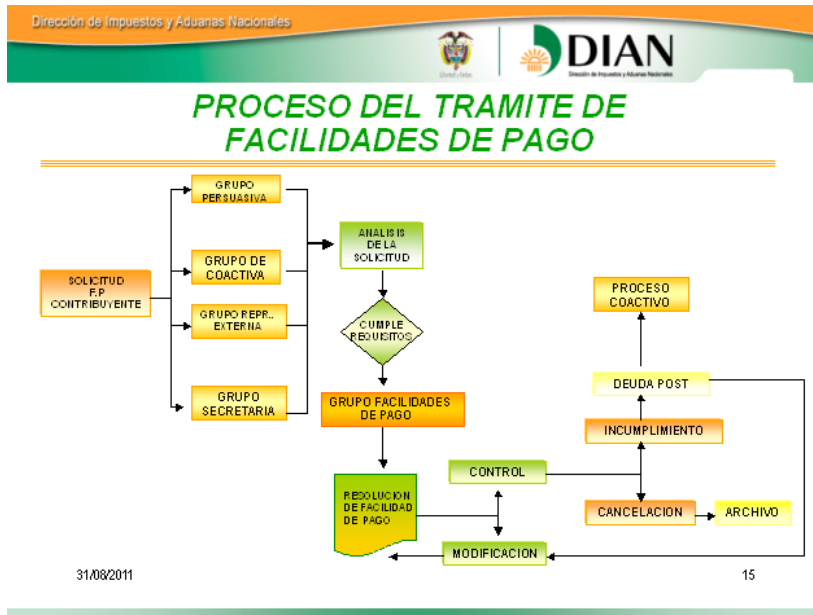 Dirección de Impuestos y Aduanas Nacionales
Libertad y Orden
DIAN
Dirección de Impuestos y Aduanas Nacionales
PROCESO DEL TRAMITE DE
FACILIDADES DE PAGO
SOLICITUD
F.P
CONTRIBUYENTE
GRUPO
PERSUASIVA
GRUPO DE
COACTIVA
GRUPO REPR..
EXTERNA
GRUPO
SECRETARIA
ANALISIS
DE LA
SOLICITUD
CUMPLE
REQUISITOS
GRUPO FACILIDADES
DE PAGO
RESOLUCION
DE FACILIDAD
DE PAGO
CONTROL
MODIFICACION
PROCESO
COACTIVO
DEUDA POST
INCUMPLIMIENTO
CANCELACION
ARCHIVO
31/08/2011
15